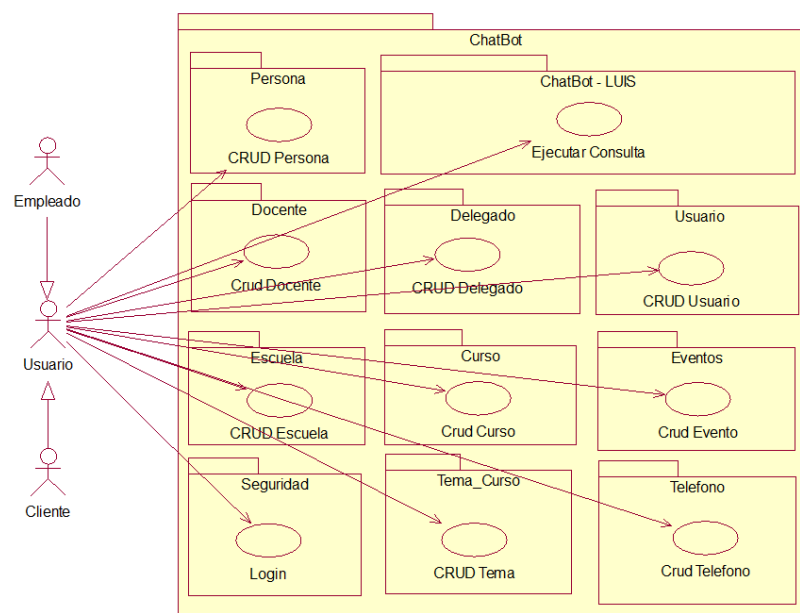 ChatBot
Persona
CRUD Persona
ChatBot - LUIS
Ejecutar Consulta
Empleado
Docente
Crud Docente
Delegado
CRUD Delegado
Usuario
CRUD Usuario
Usuario
Escuela
CRUD Escuela
Curso
Crud Curso
Eventos
Crud Evento
Cliente
Seguridad
Login
Tema_Curso
CRUD Tema
Telefono
Crud Telefono